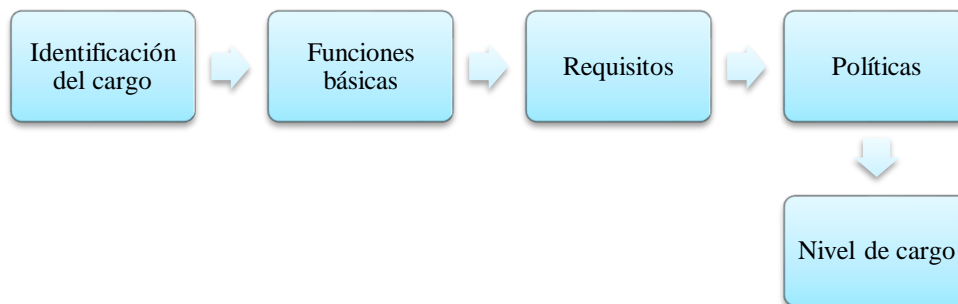 Identificación
del cargo
Funciones
básicas
Requisitos
Políticas
Nivel de cargo